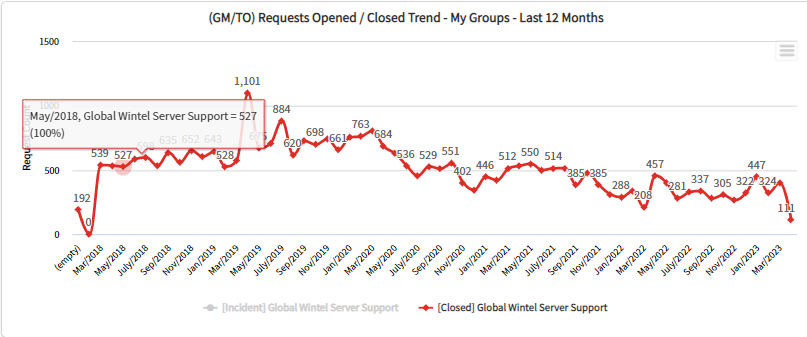 (GM/TO) Requests Opened / Closed Trend - My Groups - Last 12 Months
1500
1000
500
0
May/2018, Global Wintel Server Support = 527
(100%)
192
0
539
527
598
635
652
643
528
1,101
884
620
698
661
763
684
536
529
551
402
446
512
550
514
385
385
288
208
457
281
337
305
322
447
324
111
(empty)
Mar/2018
May/2018
July/2018
Sep/2018
Nov/2018
Jan/2019
Mar/2019
May/2019
July/2019
Sep/2019
Nov/2019
Jan/2020
Mar/2020
May/2020
July/2020
Sep/2020
Nov/2020
Jan/2021
Mar/2021
May/2021
July/2021
Sep/2021
Nov/2021
Jan/2022
Mar/2022
May/2022
July/2022
Sep/2022
Nov/2022
Jan/2023
Mar/2023
[Incident] Global Wintel Server Support
[Closed] Global Wintel Server Support